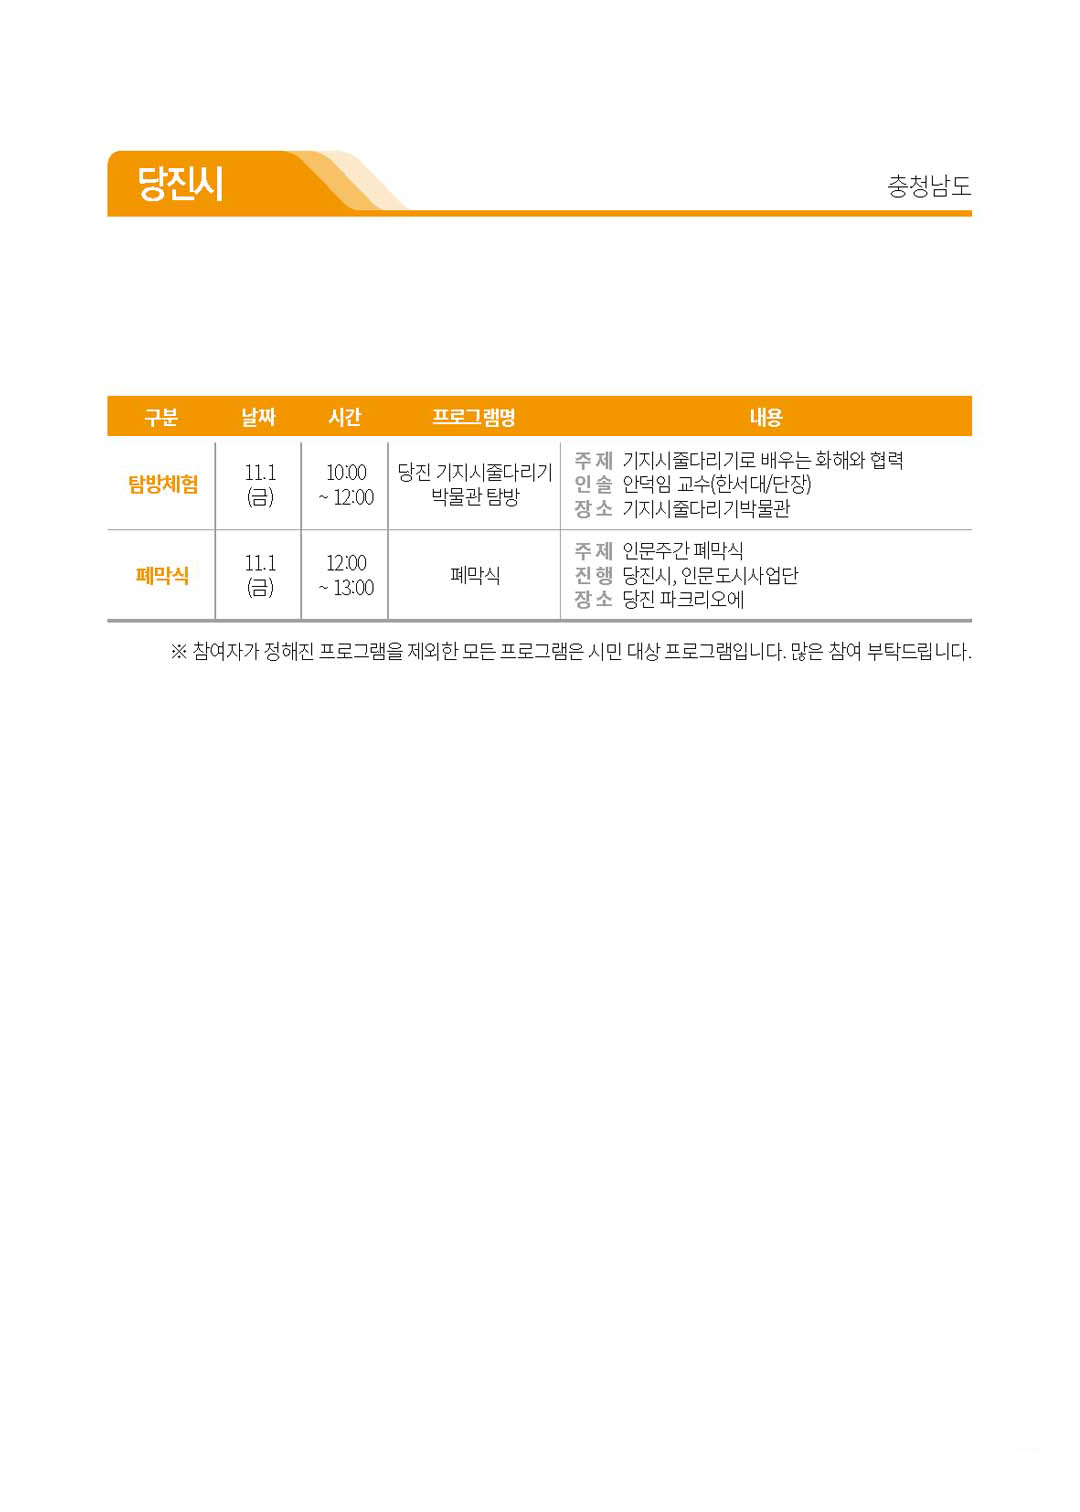 당진시
충청남도
구분 날짜 시간 프로그램명 내용
탐방체험
11.1
(금)
10:00
~ 12:00
당진 기지시줄다리기
박물관 탐방
주 제 기지시줄다리기로 배우는 화해와 협력
인 솔 안덕임 교수(한서대/단장)
장 소 기지시줄다리기박물관
폐막식
11.1
(금)
12:00
~ 13:00
폐막식
주 제 인문주간 폐막식
진 행 당진시, 인문도시사업단
장 소 당진 파크리오에
※ 참여자가 정해진 프로그램을 제외한 모든 프로그램은 시민 대상 프로그램입니다. 많은 참여 부탁드립니다.